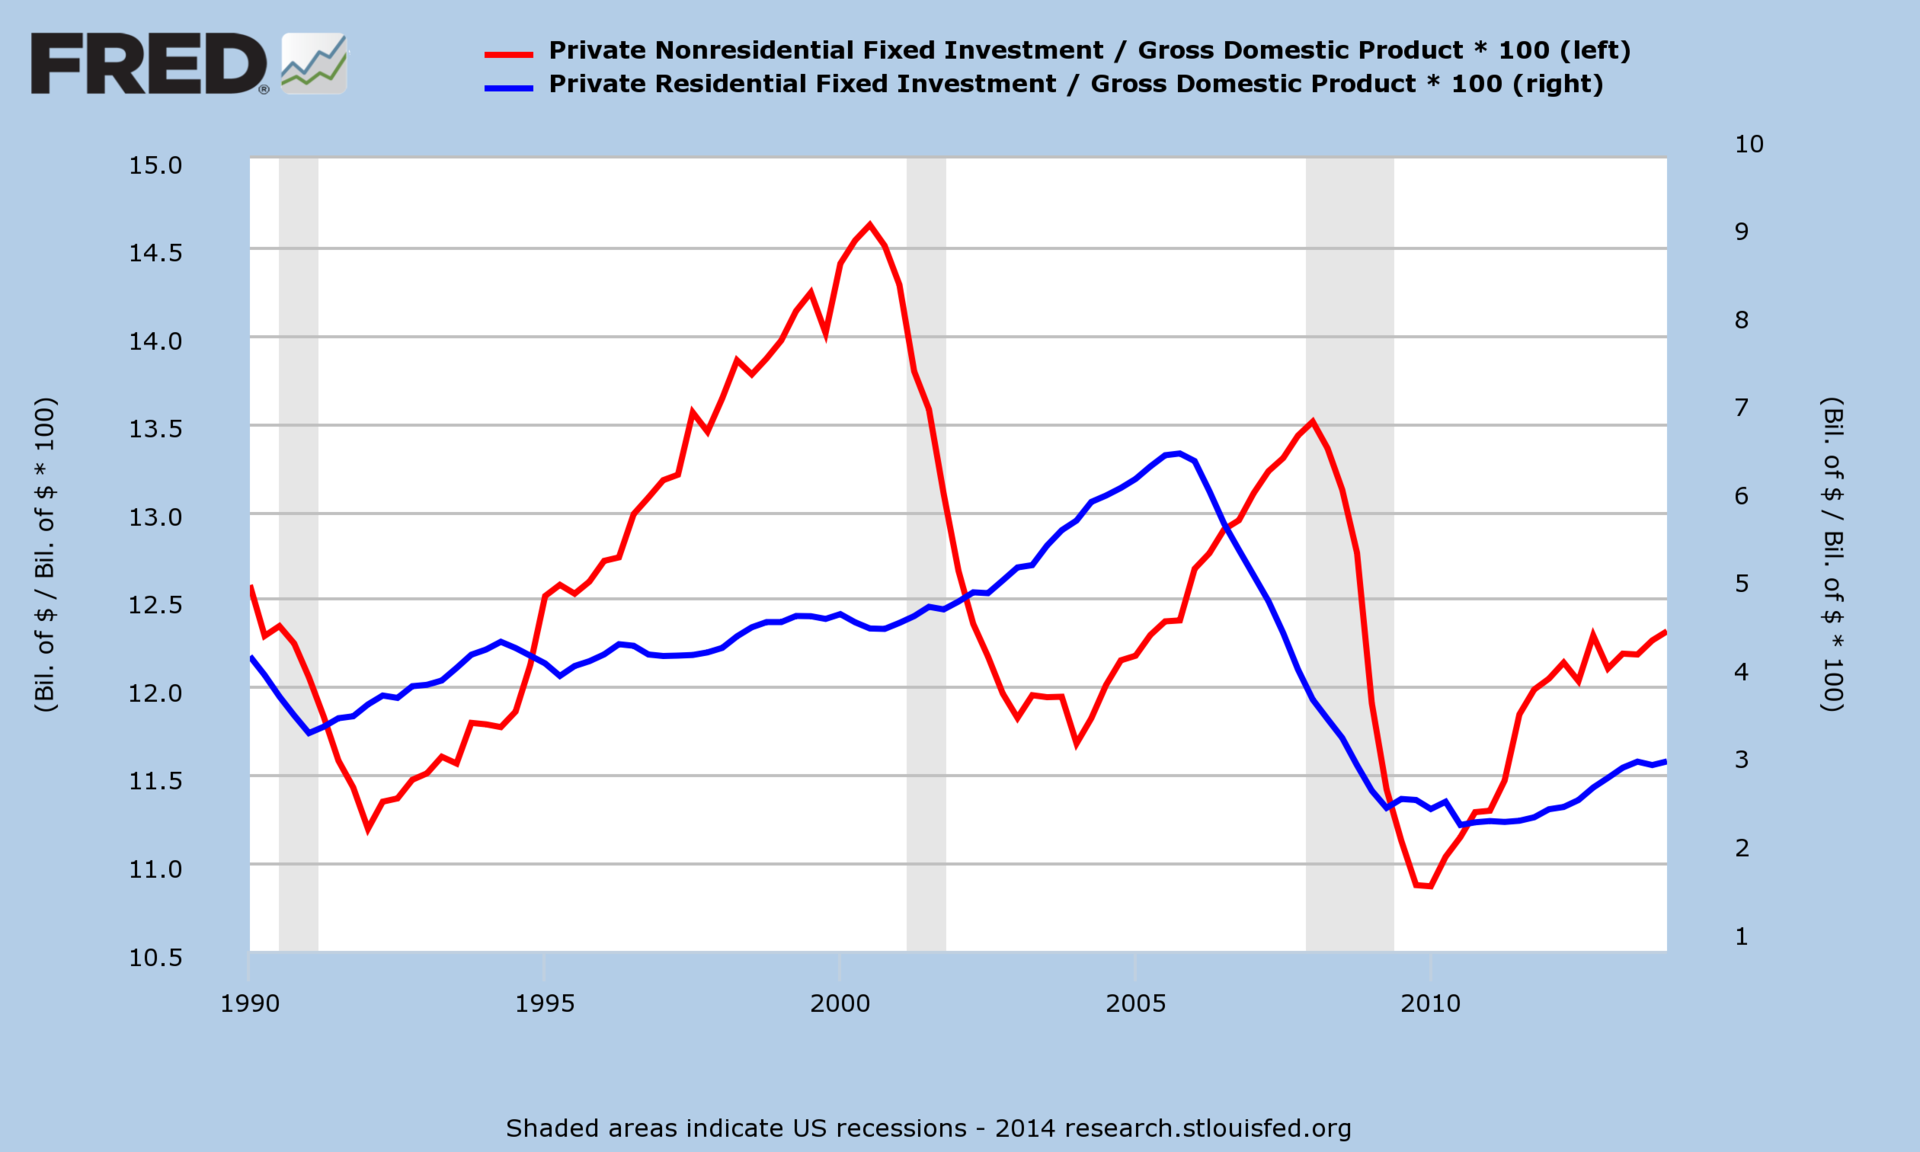 FRED®
Private Nonresidential Fixed Investment / Gross Domestic Product * 100 (left)
Private Residential Fixed Investment / Gross Domestic Product * 100 (right)
15.0
14.5
14.0
13.5
13.0
12.5
12.0
11.5
11.0
10.5
(Bil. of $ / Bil. of $ * 100)
10
9
8
7
6
5
4
3
2
1
(Bil. of $ / Bil. of $ * 100)
1990 1995 2000 2005 2010
Shaded areas indicate US recessions - 2014 research.stlouisfed.org